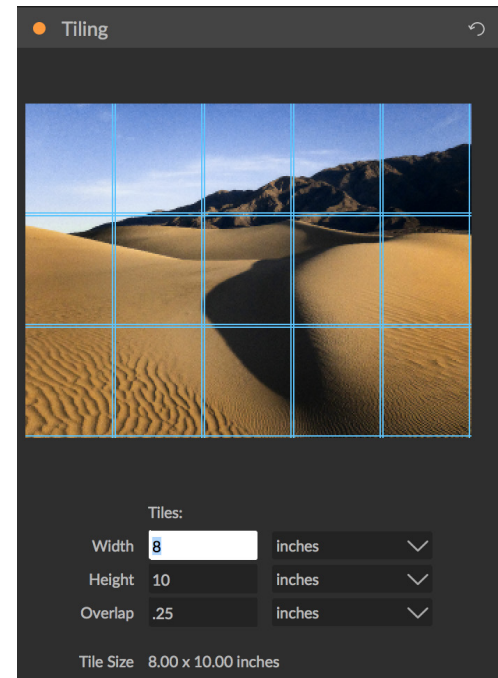 Tiling
Tiles:
Width 8 inches
Height 10 inches
Overlap .25 inches
Tile Size 8.00 x 10.00 inches